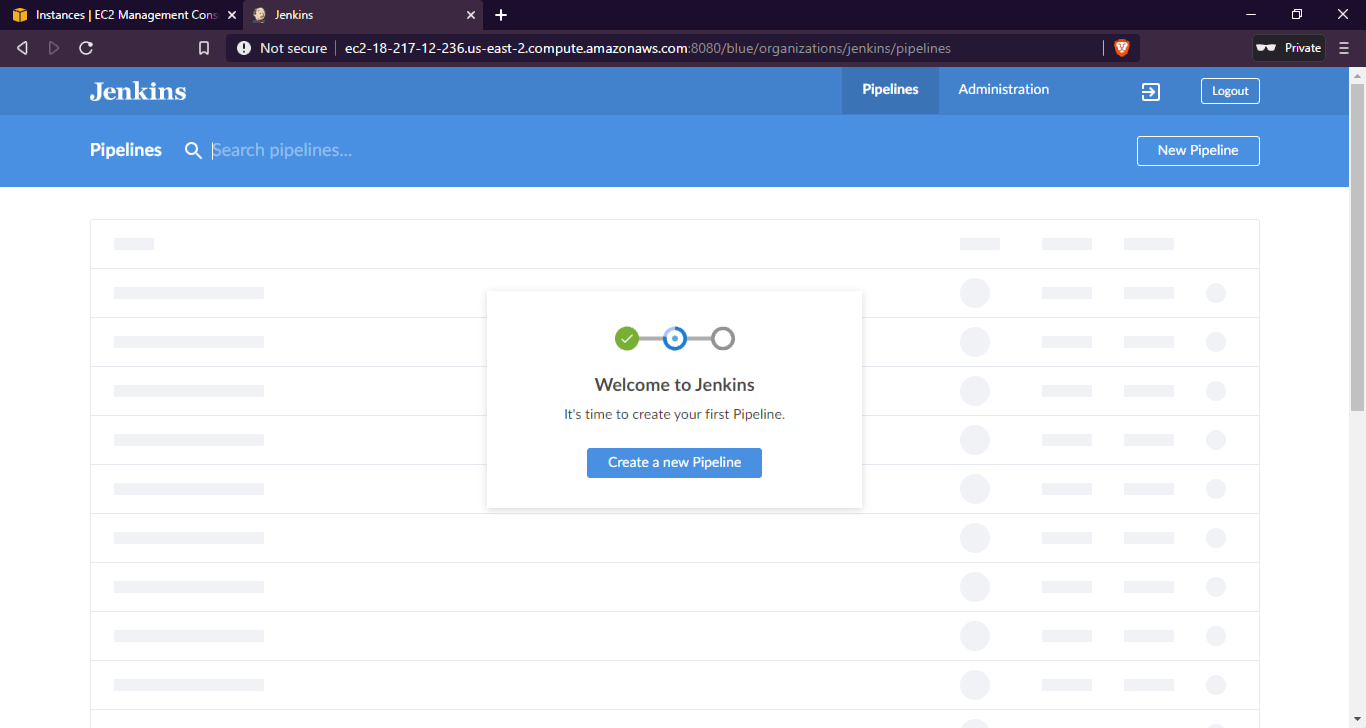 Instances | EC2 Management Cons
Jenkins
Not secure
ec2-18-217-12-236.us-east-2.compute.amazonaws.com:8080/blue/organizations/jenkins/pipelines
Private
Jenkins
Pipelines
Administration
Logout
Pipelines
Search pipelines...
New Pipeline
Welcome to Jenkins
It's time to create your first Pipeline.
Create a new Pipeline